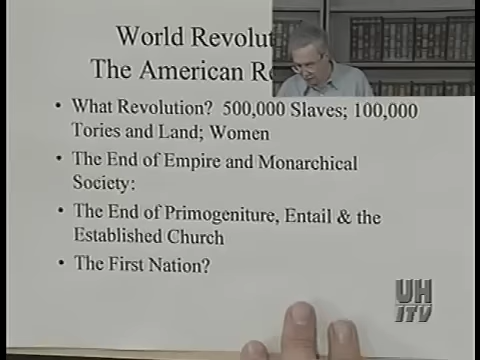 World Revolut
The American Re
• What Revolution? 500,000 Slaves; 100,000
Tories and Land; Women
• The End of Empire and Monarchical
Society:
• The End of Primogeniture, Entail & the
Established Church
• The First Nation?
UH
ITV